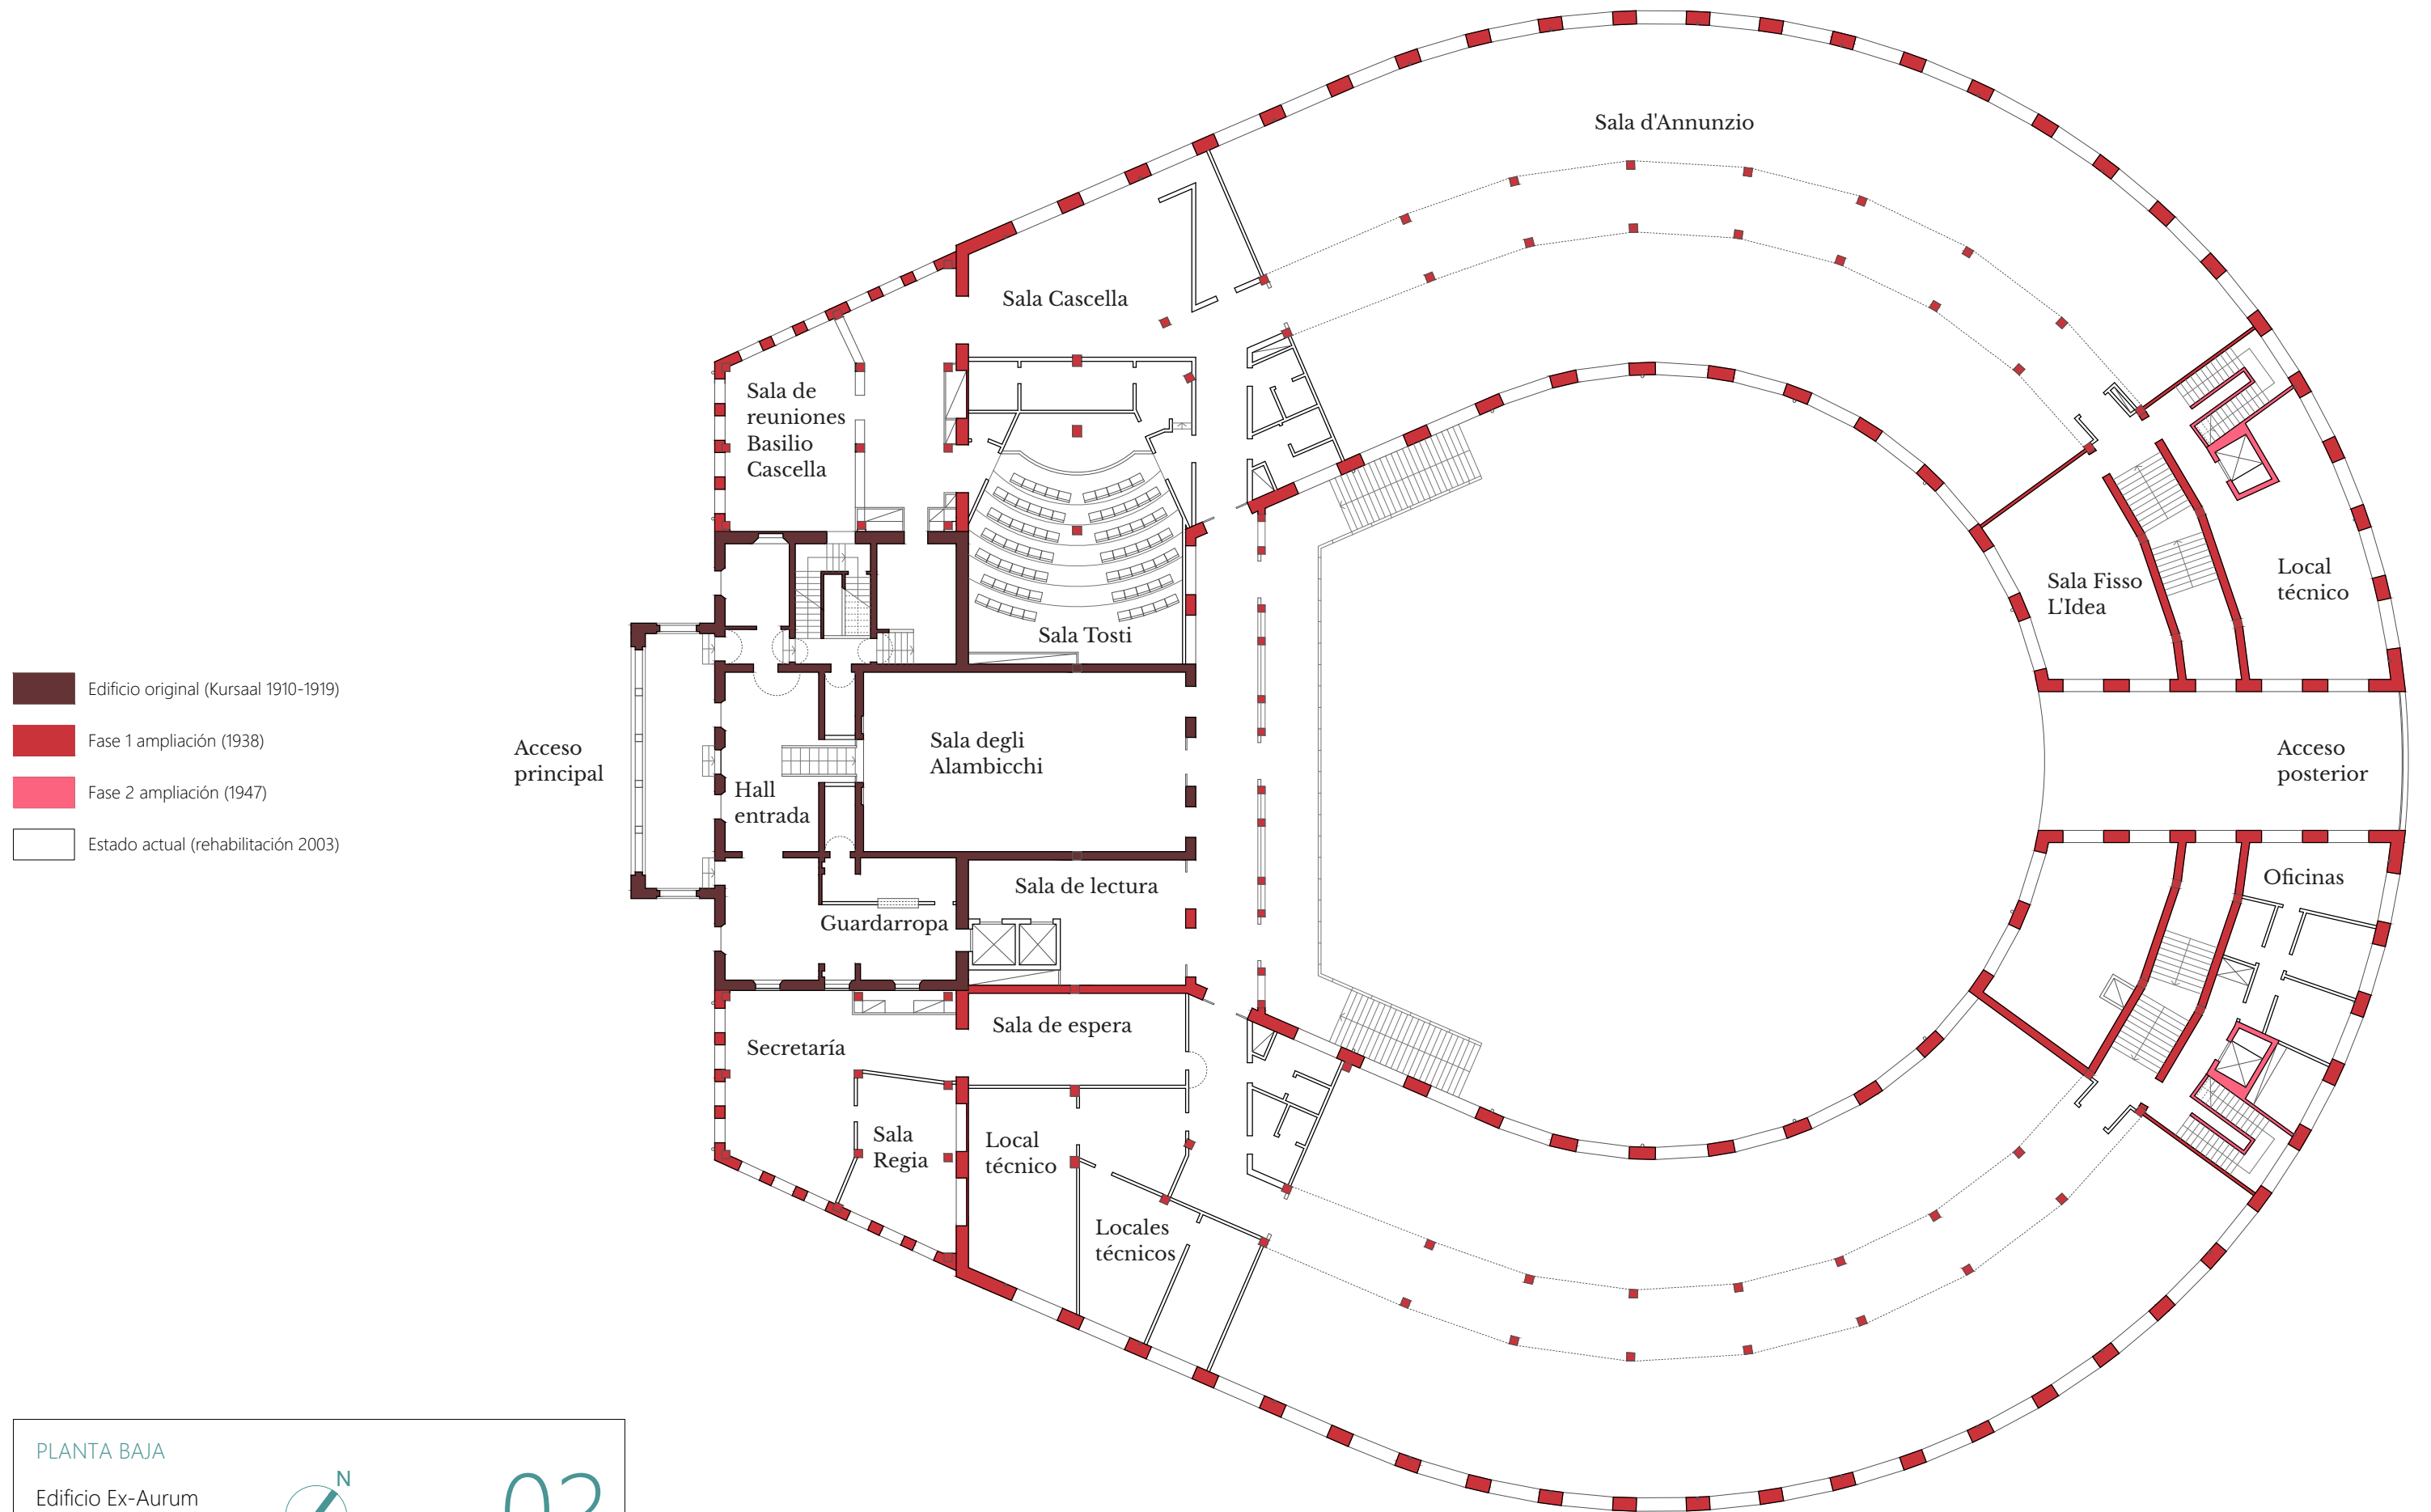 Sala d'Annunzio
Sala Cascella
Sala de
reuniones
Basilio
Cascella
Sala Tosti
Sala Fisso
L'Idea
Local
técnico
Edificio original (Kursaal 1910-1919)
Fase 1 ampliación (1938)
Fase 2 ampliación (1947)
Estado actual (rehabilitación 2003)
Acceso
principal
Hall
entrada
Sala degli
Alambicchi
Acceso
posterior
Sala de lectura
Guardarropa
Oficinas
Sala de espera
Secretaría
Sala
Regia
Local
técnico
Locales
técnicos
PLANTA BAJA
Edificio Ex-Aurum
N
02